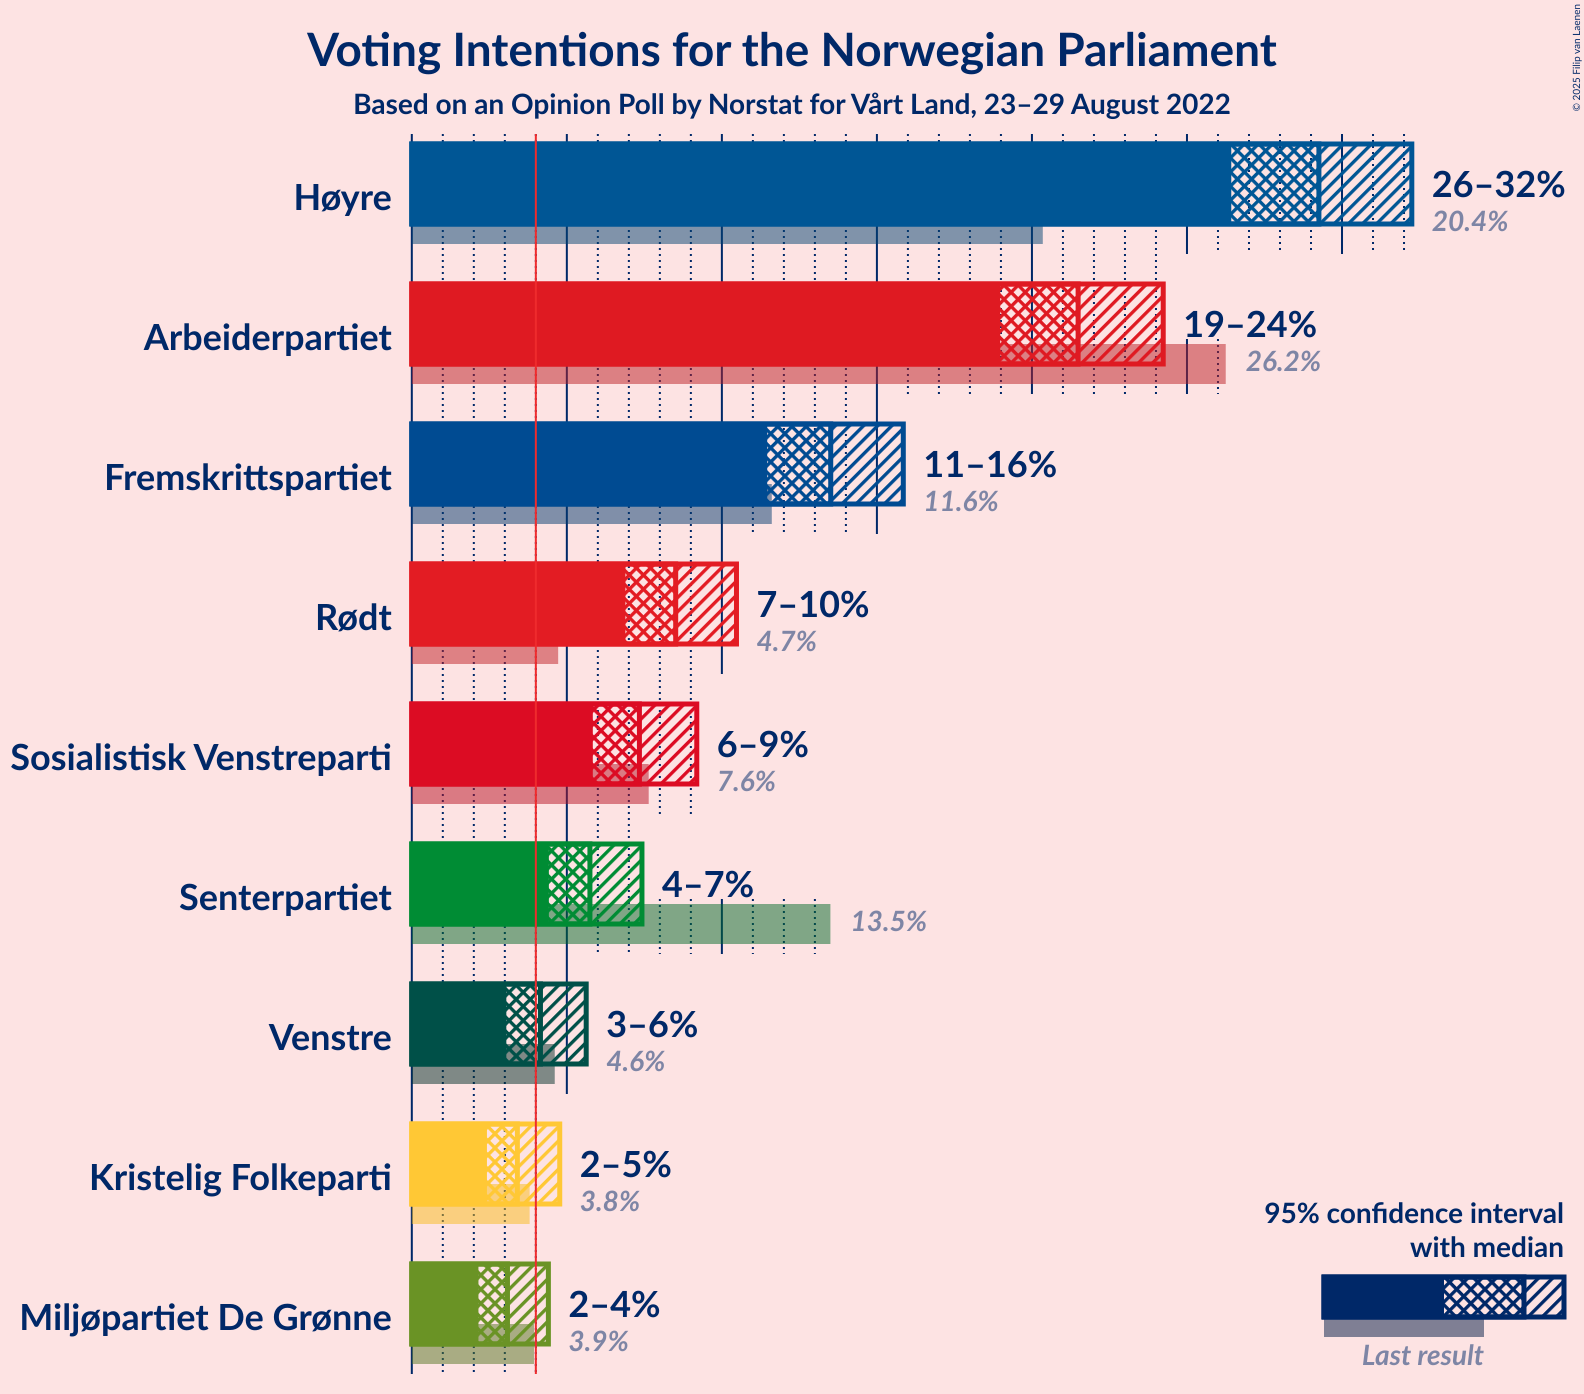 Voting Intentions for the Norwegian Parliament
Based on an Opinion Poll by Norstat for Vårt Land, 23–29 August 2022
© 2025 Filip van Laenen
Høyre
26–32%
20.4%
Arbeiderpartiet
19–24%
26.2%
Fremskrittspartiet
11–16%
11.6%
Rødt
7–10%
4.7%
Sosialistisk Venstreparti
6–9%
7.6%
Senterpartiet
4–7%
13.5%
Venstre
3–6%
4.6%
Kristelig Folkeparti
2–5%
3.8%
Miljøpartiet De Grønne
2–4%
3.9%
95% confidence interval
with median
Last result